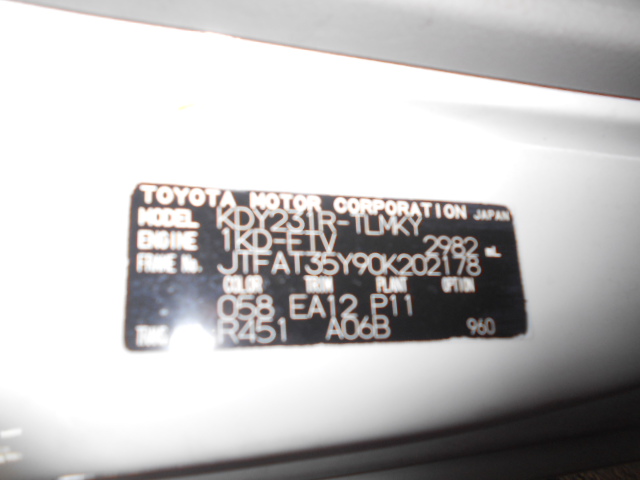 TOYOTA MOTOR CORPORATION JAPAN
MODEL KDY231R-TLMKY
ENGINE 1KD-FTV 2982 mL
FRAME No. JTFAT35Y90K202178
COLOR TRIM PLANT OPTION
058 EA12 P11
R451 A06B 960